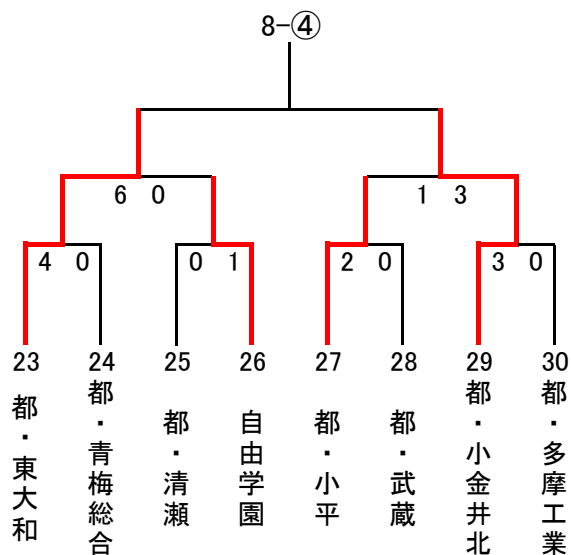 8-④
6 0
1 3
4 0
0 1
2 0
3 0
23
24
25
26
27
28
29
30
都・東大和
都・青梅総合
都・清瀬
自由学園
都・小平
都・武蔵
都・小金井北
都・多摩工業